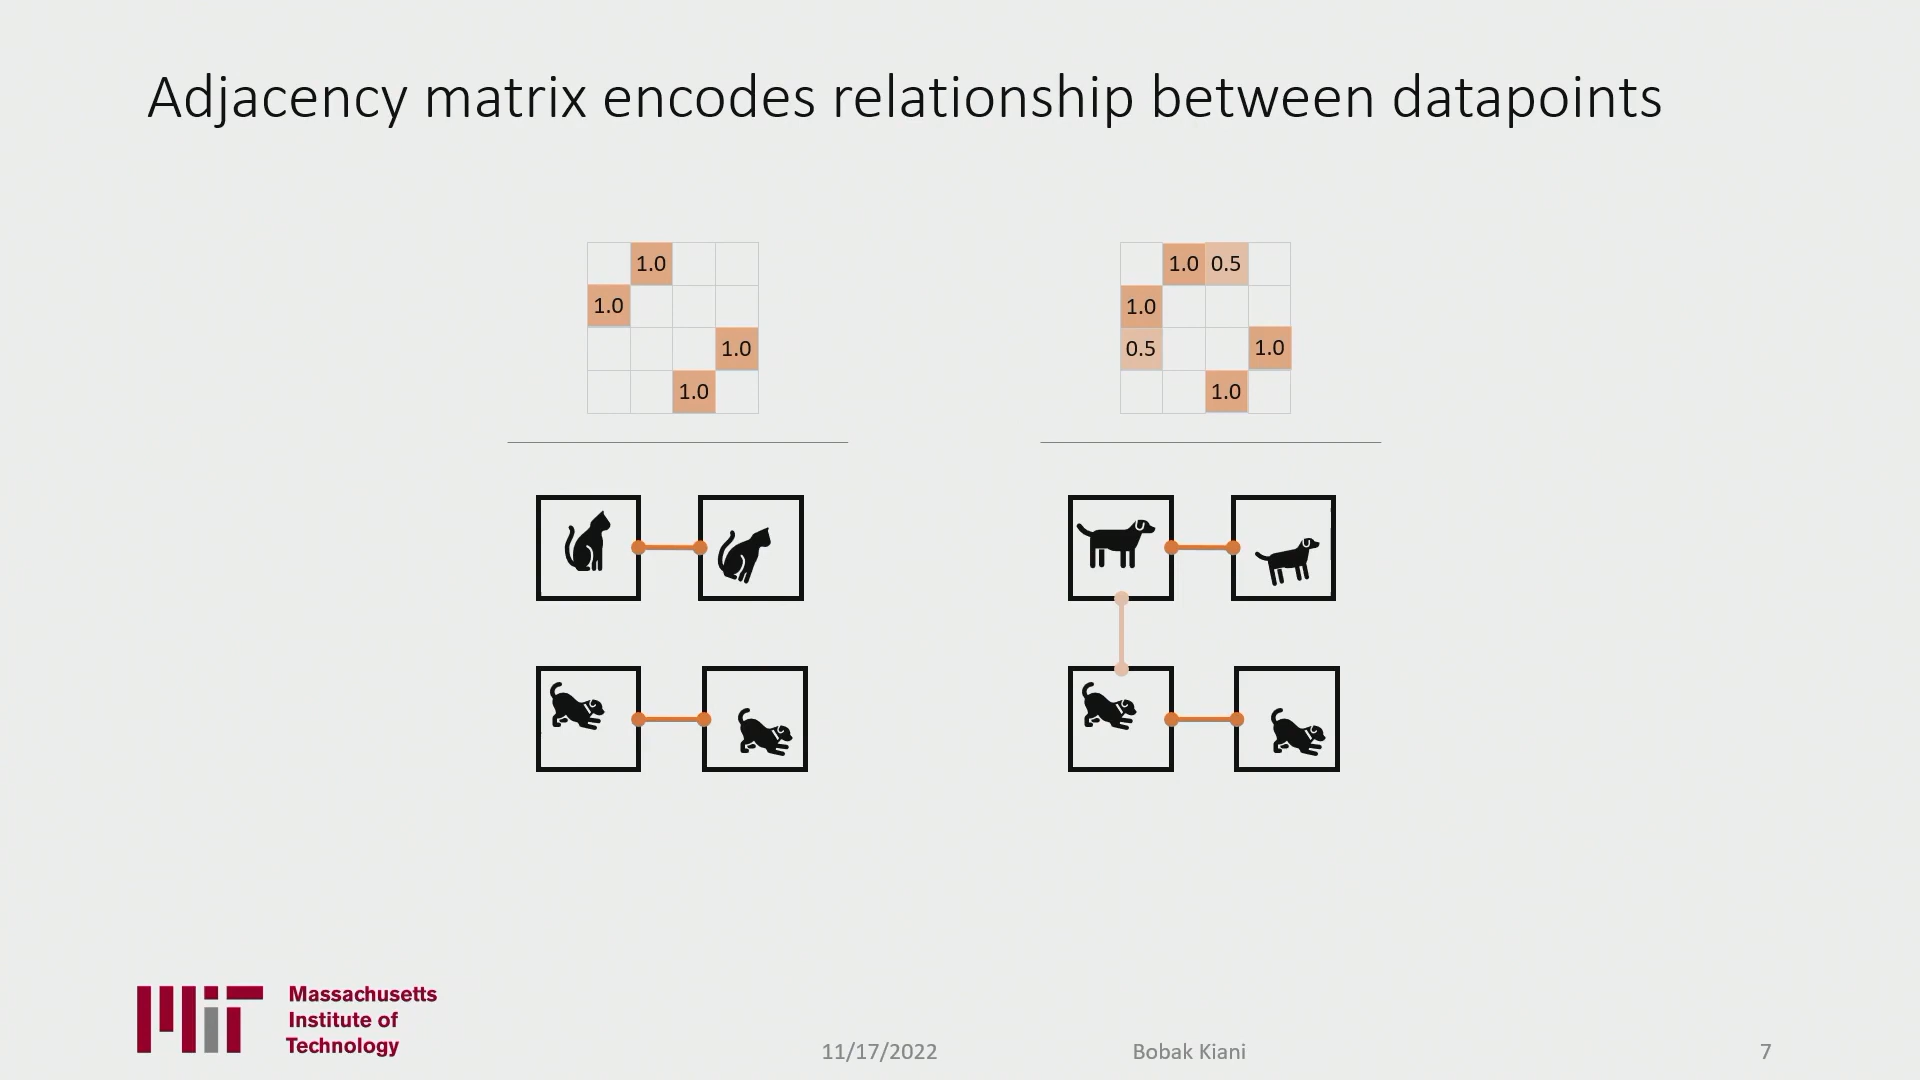 Adjacency matrix encodes relationship between datapoints
1.0
1.0
1.0
1.0
1.0 0.5
1.0
0.5 1.0
1.0
MIT
Massachusetts
Institute of
Technology
11/17/2022
Bobak Kiani
7